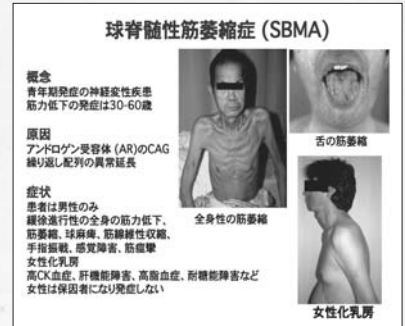 球脊髄性筋萎縮症 (SBMA)
概念
青年期発症の神経変性疾患
筋力低下の発症は30-60歳
原因
アンドロゲン受容体 (AR)のCAG
繰り返し配列の異常延長
症状
患者は男性のみ
緩徐進行性の全身の筋力低下、
筋萎縮、球麻痺、筋線維性収縮、
手指振戦、感覚障害、筋痙攣
女性化乳房
高CK血症、肝機能障害、高脂血症、耐糖能障害など
女性は保因者になり発症しない
全身性の筋萎縮
舌の筋萎縮
女性化乳房